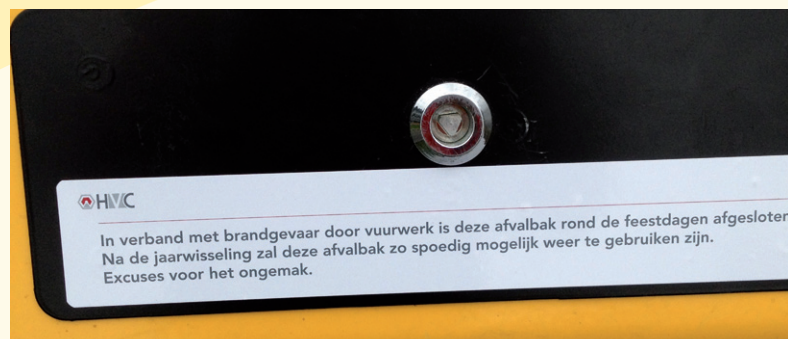 HVC
In verband met brandgevaar door vuurwerk is deze afvalbak rond de feestdagen afgesloten
Na de jaarwisseling zal deze afvalbak zo spoedig mogelijk weer te gebruiken zijn.
Excuses voor het ongemak.